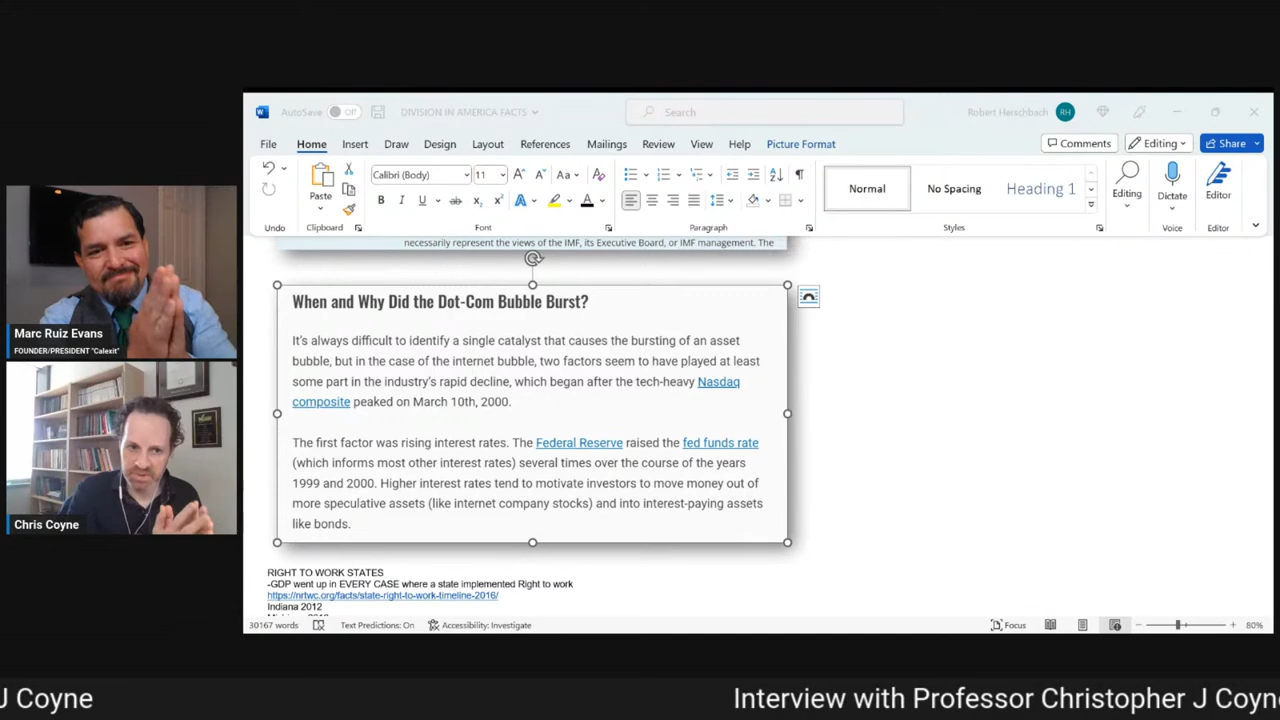 AutoSave Off DIVISION IN AMERICA FACTS Search Robert Herschbach RH
File Home Insert Draw Design Layout References Mailings Review View Help Picture Format Comments Editing Share
Calibri (Body) 11 Aa
Paste
B I U ab x₂ x² A A
Normal No Spacing Heading 1
Editing Dictate Editor
Undo Clipboard Font Paragraph Styles Voice Editor
necessarily represent the views of the IMF, its Executive Board, or IMF management. The
When and Why Did the Dot-Com Bubble Burst?
It's always difficult to identify a single catalyst that causes the bursting of an asset
bubble, but in the case of the internet bubble, two factors seem to have played at least
some part in the industry's rapid decline, which began after the tech-heavy Nasdaq
composite peaked on March 10th, 2000.
The first factor was rising interest rates. The Federal Reserve raised the fed funds rate
(which informs most other interest rates) several times over the course of the years
1999 and 2000. Higher interest rates tend to motivate investors to move money out of
more speculative assets (like internet company stocks) and into interest-paying assets
like bonds.
RIGHT TO WORK STATES
-GDP went up in EVERY CASE where a state implemented Right to work
https://nrtwc.org/facts/state-right-to-work-timeline-2016/
Indiana 2012
30167 words Text Predictions: On Accessibility: Investigate Focus 80%
Marc Ruiz Evans
FOUNDER/PRESIDENT "Calexit"
Chris Coyne
J Coyne Interview with Professor Christopher J Coyn